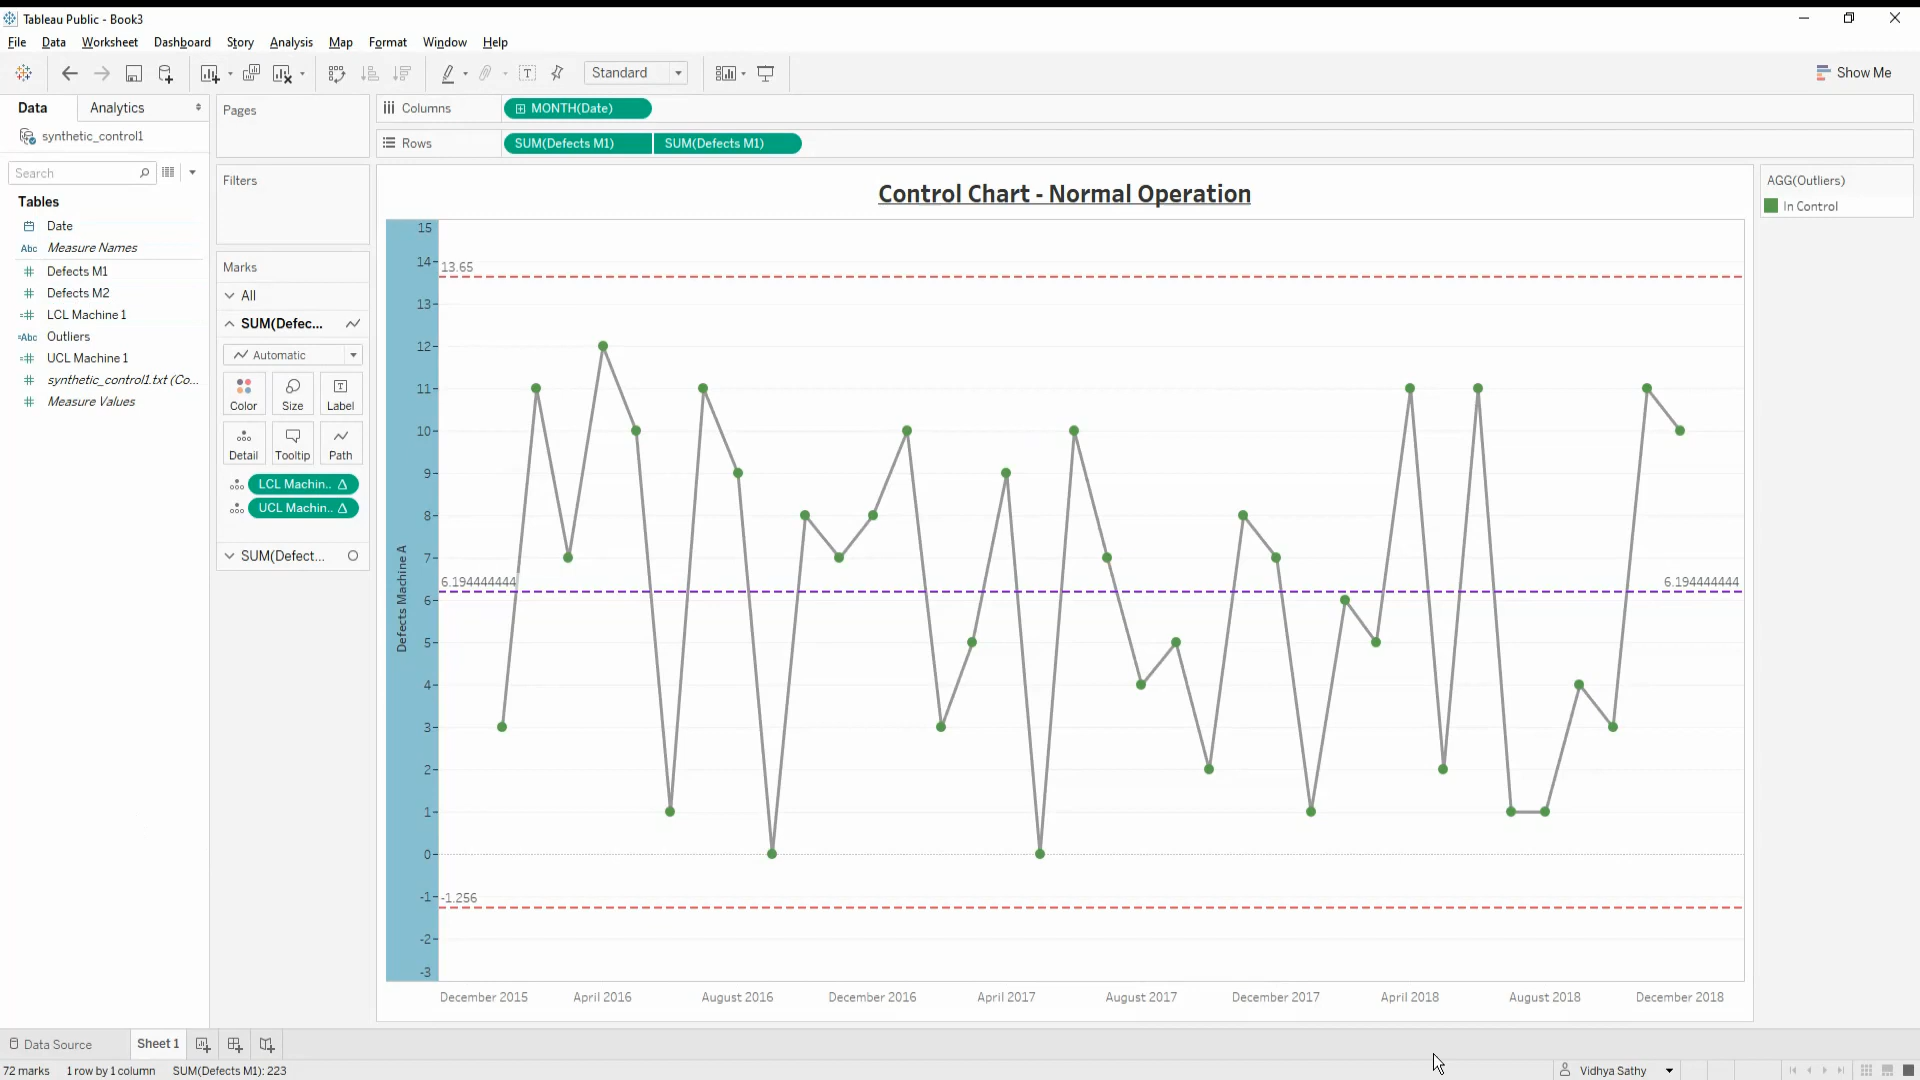 Tableau Public - Book3
File Data Worksheet Dashboard Story Analysis Map Format Window Help
Standard
Show Me
Data Analytics
synthetic_control1
Search
Tables
Date
Abc Measure Names
Defects M1
Defects M2
LCL Machine 1
Abc Outliers
UCL Machine 1
synthetic_control1.txt (Co...
Measure Values
Pages
Filters
Marks
All
SUM(Defec...
Automatic
Color Size Label
Detail Tooltip Path
LCL Machin..
UCL Machin..
SUM(Defect...
Columns MONTH(Date)
Rows SUM(Defects M1) SUM(Defects M1)
Control Chart - Normal Operation
15
14
13
12
11
10
9
8
7
6
5
4
3
2
1
0
-1
-2
-3
Defects Machine A
13.65
6.194444444
6.194444444
-1.256
December 2015 April 2016 August 2016 December 2016 April 2017 August 2017 December 2017 April 2018 August 2018 December 2018
AGG(Outliers)
In Control
Data Source Sheet 1
72 marks 1 row by 1 column SUM(Defects M1): 223
Vidhya Sathy